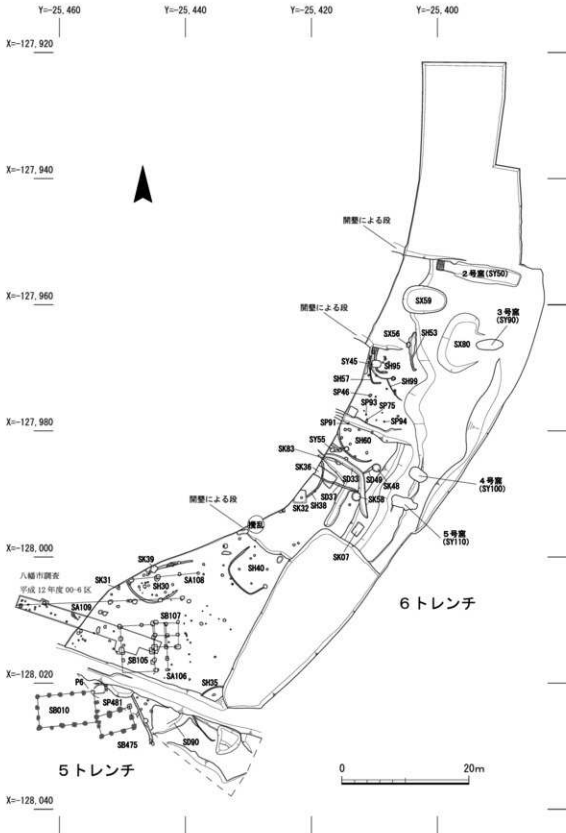 Y=-25,460
Y=-25,440
Y=-25,420
Y=-25,400
X=-127,920
X=-127,940
開墾による段
2号窯(SY50)
X=-127,960
SX59
3号窯
(SY90)
開墾による段
SX56
SH53
SX80
SY45
SH95
SH57
SH99
SP46
SP93
SP75
SP91
SP94
X=-127,980
SY55
SH60
SK83
SK36
SD33
SD49
SK48
4号窯
(SY100)
開墾による段
SK32
SD37
SH38
SK58
5号窯
(SY110)
攪乱
X=-128,000
SK07
SK39
SH40
八幡市調査
平成12年度00-6区
SK31
SH30
SA108
SA109
6トレンチ
SB107
SB105
SA106
X=-128,020
SH35
P6
SP481
SB010
SB475
SD90
5トレンチ
0
20m
X=-128,040